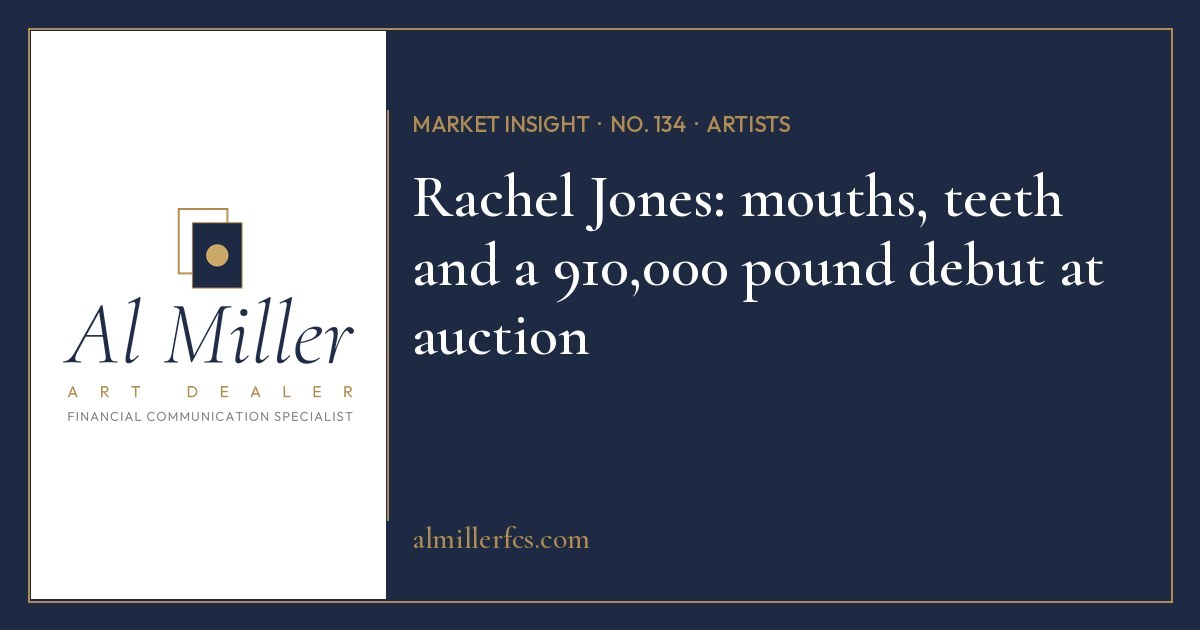 Al Miller
ART DEALER
FINANCIAL COMMUNICATION SPECIALIST
MARKET INSIGHT · NO. 134 · ARTISTS
Rachel Jones: mouths, teeth
and a 910,000 pound debut at
auction
almillerfcs.com